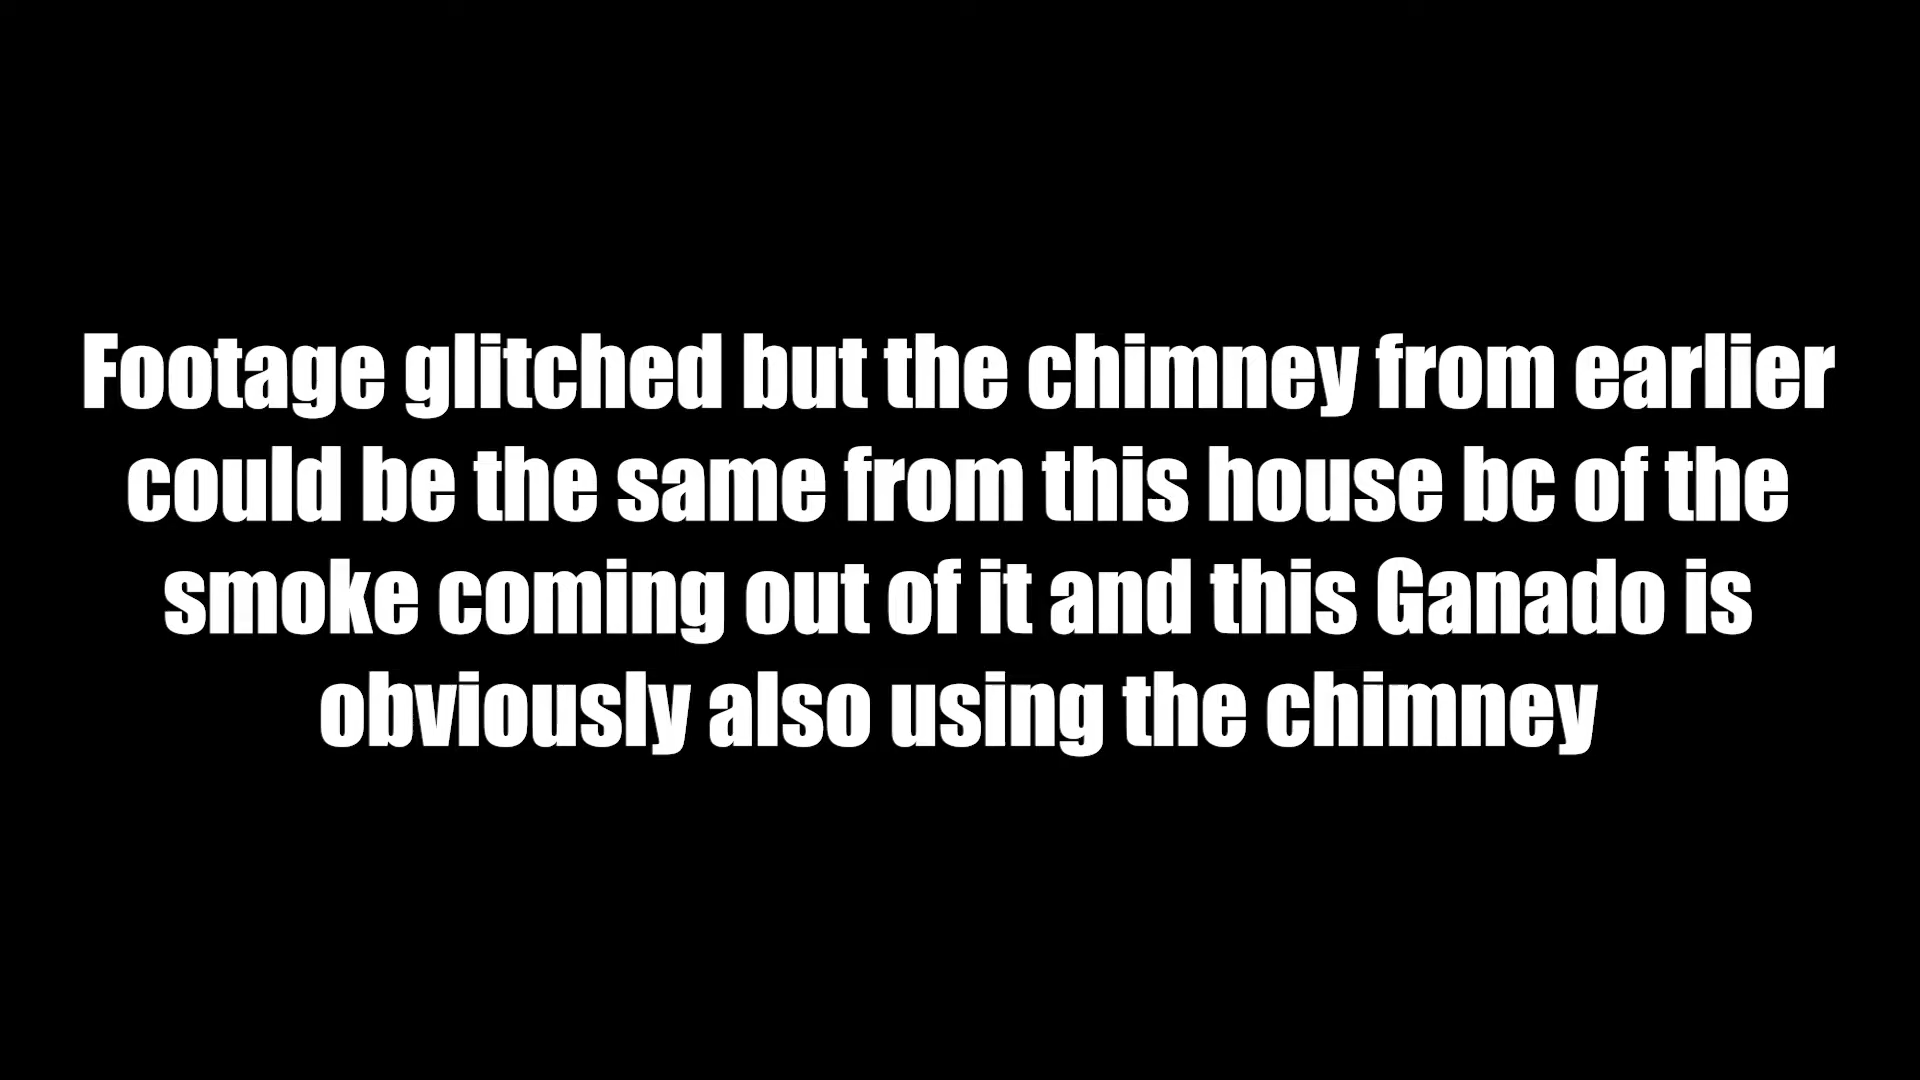 Footage glitched but the chimney from earlier
could be the same from this house bc of the
smoke coming out of it and this Ganado is
obviously also using the chimney